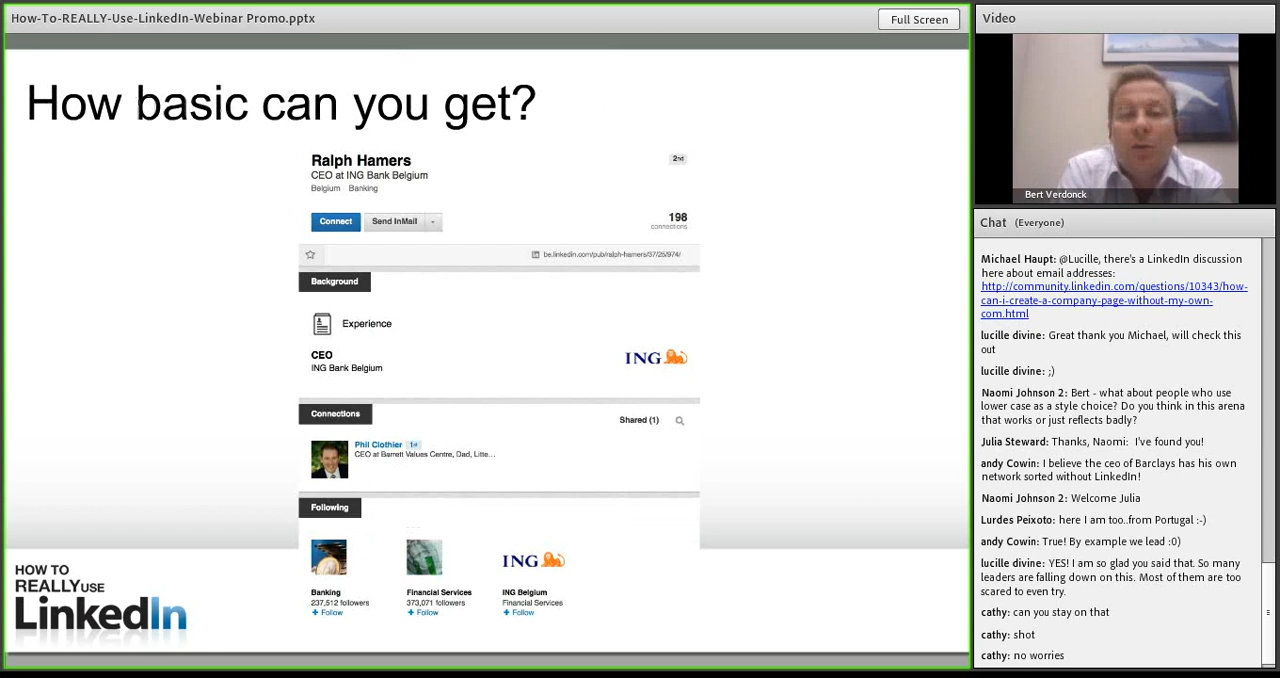 How-To-REALLY-Use-LinkedIn-Webinar Promo.pptx
Full Screen
How basic can you get?
Ralph Hamers
2nd
CEO at ING Bank Belgium
Belgium Banking
Connect
Send InMail
198
connections
be.linkedin.com/pub/ralph-hamers/37/25/974/
Background
Experience
CEO
ING Bank Belgium
ING
Connections
Shared (1)
Phil Clothier 1st
CEO at Barrett Values Centre, Dad, Litte...
Following
ING
Banking
237,512 followers
+ Follow
Financial Services
373,071 followers
+ Follow
ING Belgium
Financial Services
+ Follow
HOW TO
REALLY USE
LinkedIn
Video
Bert Verdonck
Chat (Everyone)
Michael Haupt: @Lucille, there's a LinkedIn discussion
here about email addresses:
http://community.linkedin.com/questions/10343/how-
can-i-create-a-company-page-without-my-own-
com.html
lucille divine: Great thank you Michael, will check this
out
lucille divine: ;)
Naomi Johnson 2: Bert - what about people who use
lower case as a style choice? Do you think in this arena
that works or just reflects badly?
Julia Steward: Thanks, Naomi: I've found you!
andy Cowin: I believe the ceo of Barclays has his own
network sorted without LinkedIn!
Naomi Johnson 2: Welcome Julia
Lurdes Peixoto: here I am too..from Portugal :-)
andy Cowin: True! By example we lead :0)
lucille divine: YES! I am so glad you said that. So many
leaders are falling down on this. Most of them are too
scared to even try.
cathy: can you stay on that
cathy: shot
cathy: no worries